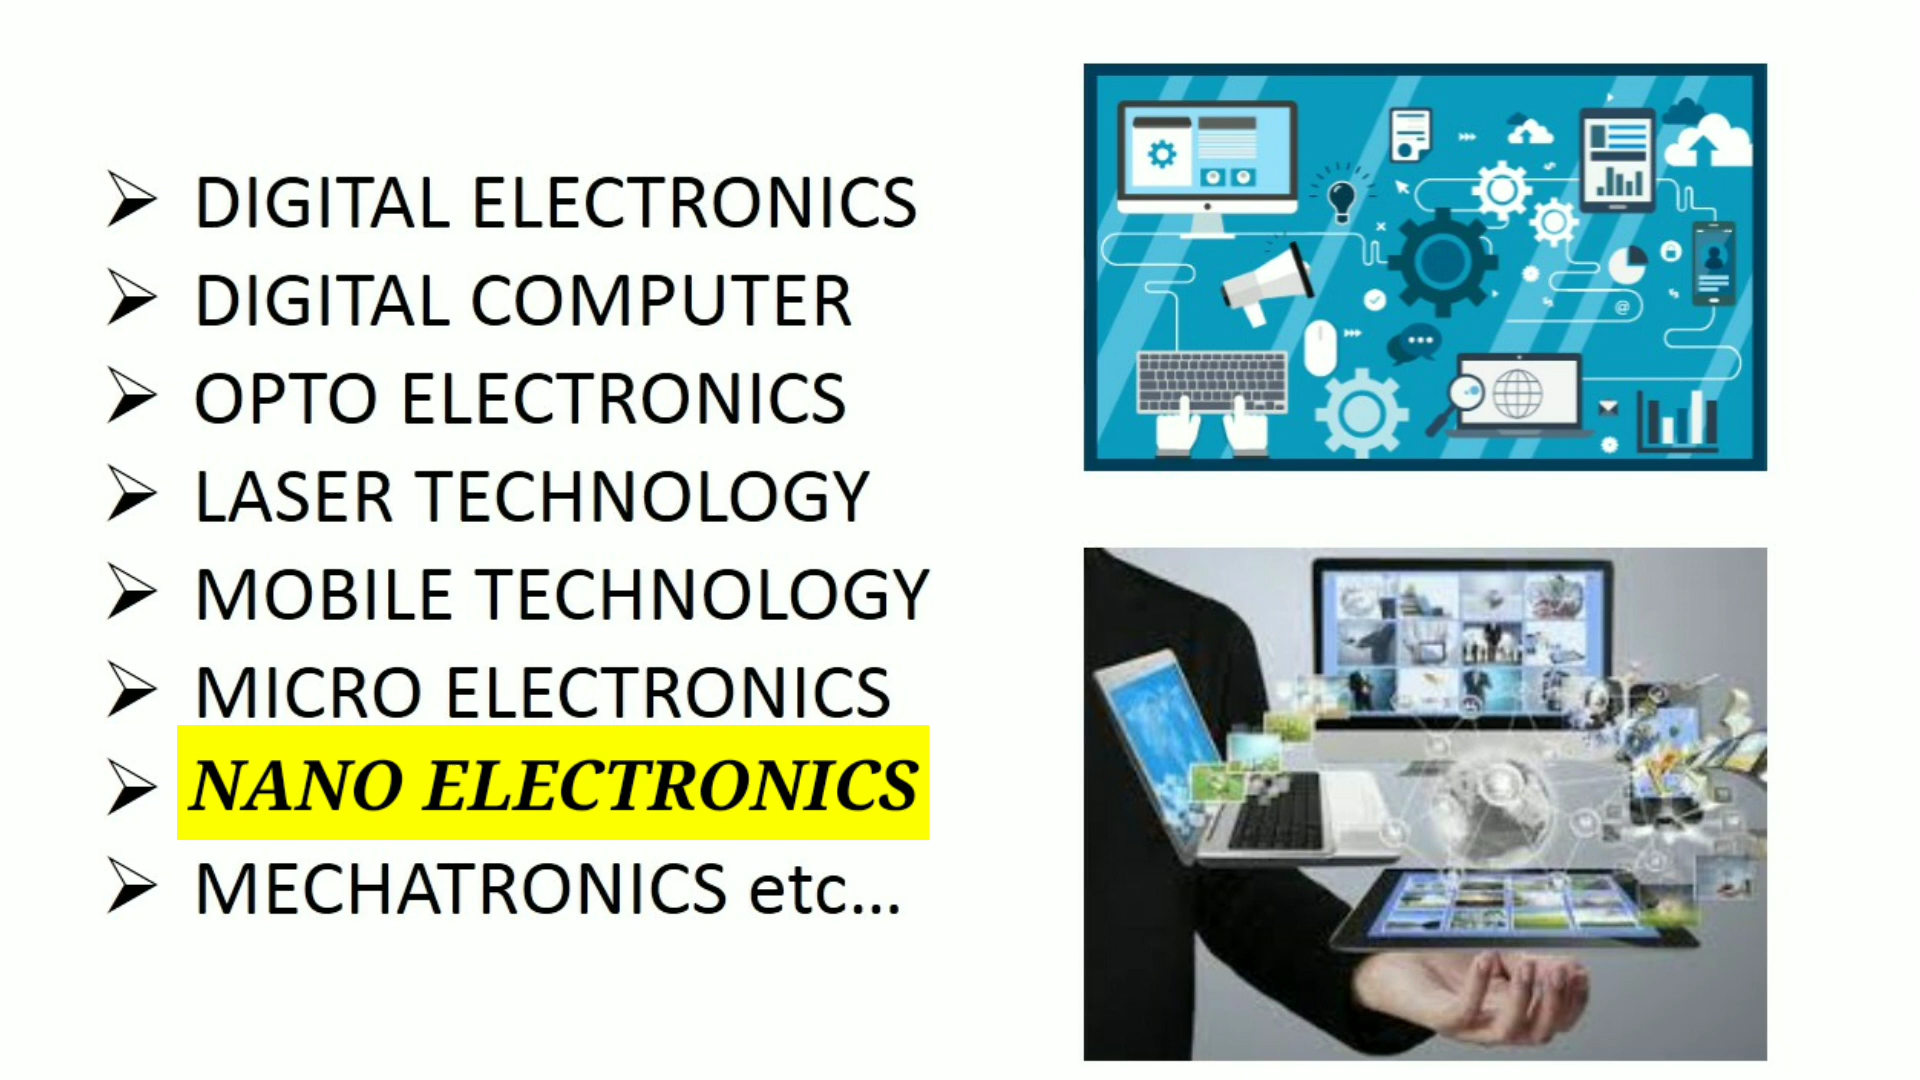 DIGITAL ELECTRONICS
DIGITAL COMPUTER
OPTO ELECTRONICS
LASER TECHNOLOGY
MOBILE TECHNOLOGY
MICRO ELECTRONICS
NANO ELECTRONICS
MECHATRONICS etc...